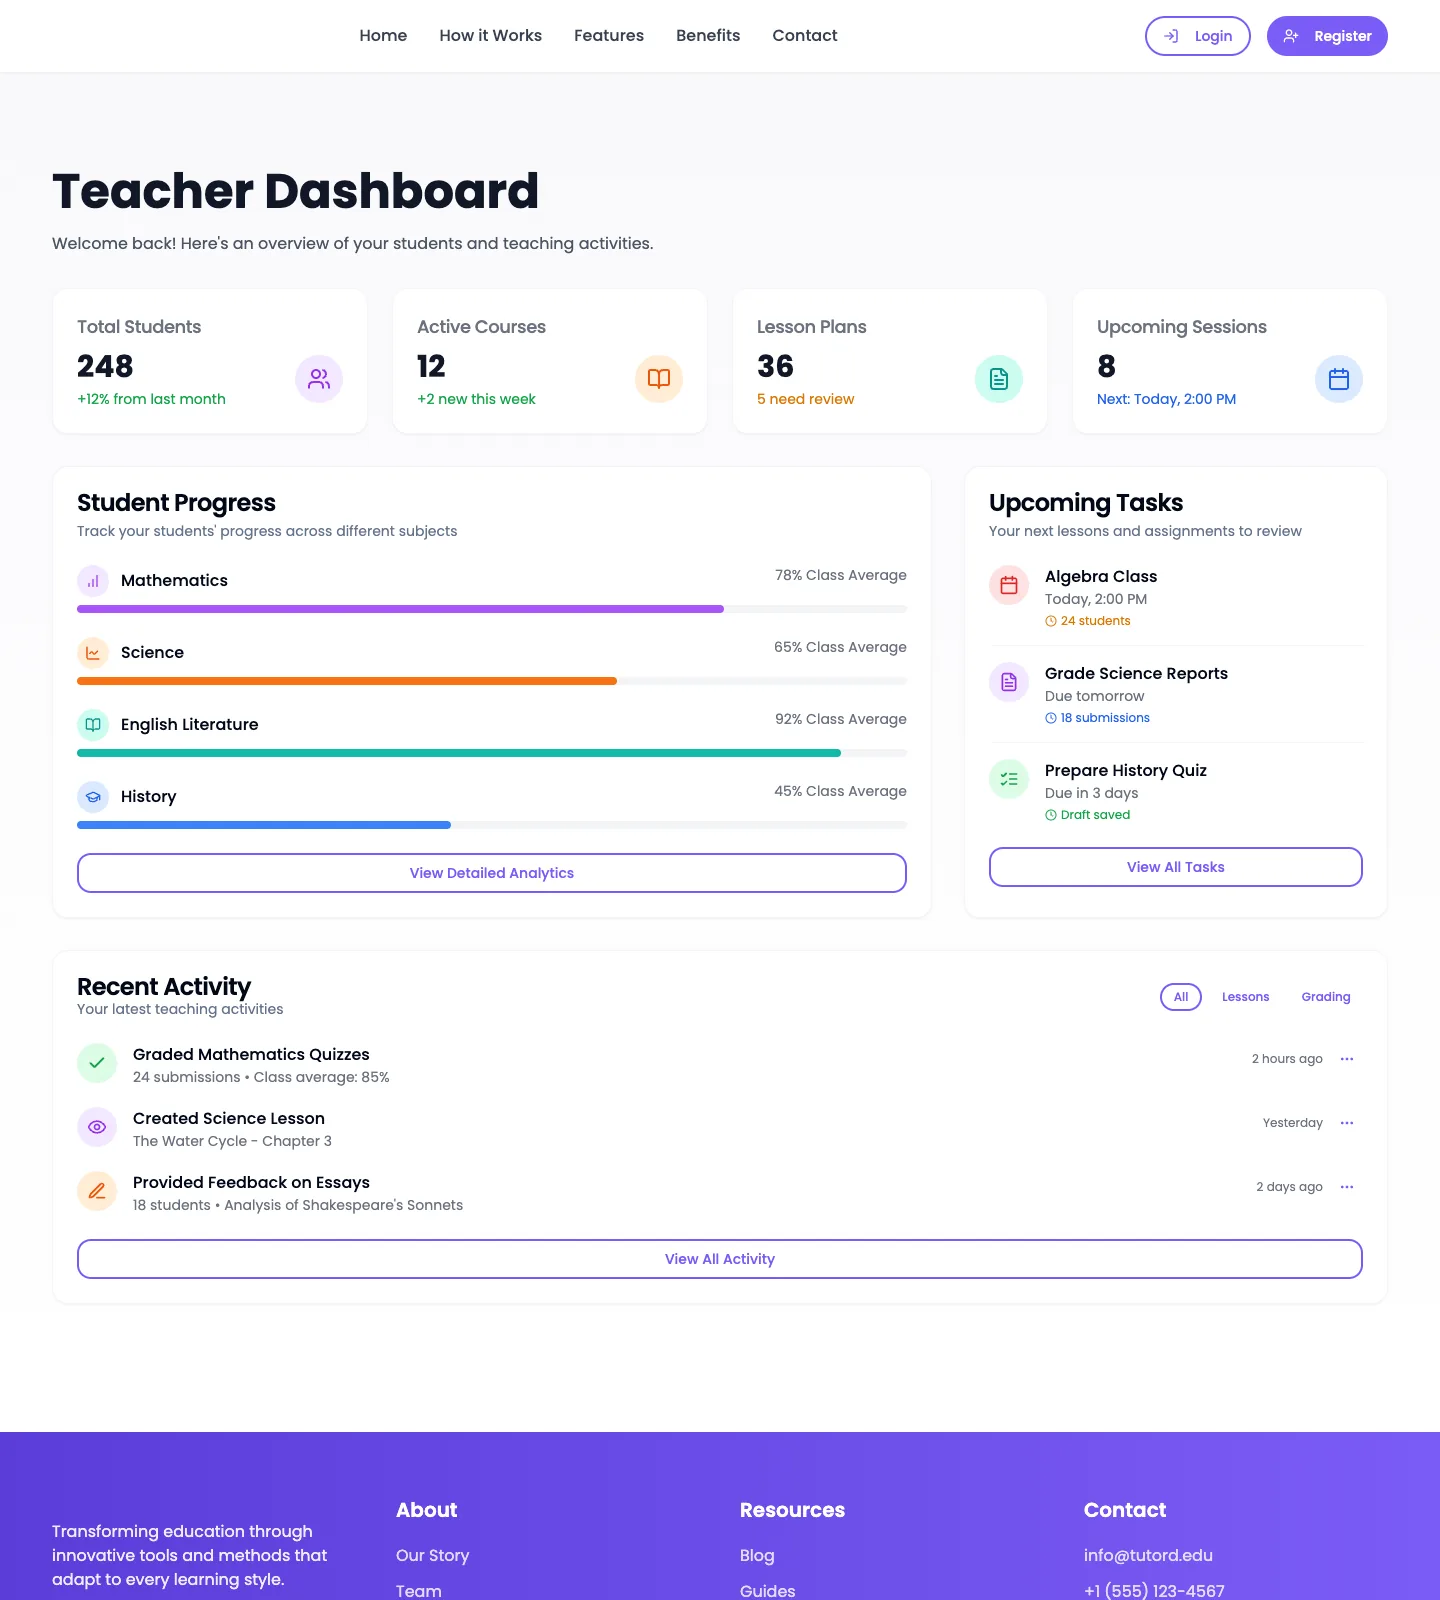 Home
How it Works
Features
Benefits
Contact
Login
Register
Teacher Dashboard
Welcome back! Here's an overview of your students and teaching activities.
Total Students
248
+12% from last month
Active Courses
12
+2 new this week
Lesson Plans
36
5 need review
Upcoming Sessions
8
Next: Today, 2:00 PM
Student Progress
Track your students' progress across different subjects
Mathematics
78% Class Average
Science
65% Class Average
English Literature
92% Class Average
History
45% Class Average
View Detailed Analytics
Upcoming Tasks
Your next lessons and assignments to review
Algebra Class
Today, 2:00 PM
24 students
Grade Science Reports
Due tomorrow
18 submissions
Prepare History Quiz
Due in 3 days
Draft saved
View All Tasks
Recent Activity
Your latest teaching activities
All
Lessons
Grading
Graded Mathematics Quizzes
24 submissions • Class average: 85%
2 hours ago
Created Science Lesson
The Water Cycle - Chapter 3
Yesterday
Provided Feedback on Essays
18 students • Analysis of Shakespeare's Sonnets
2 days ago
View All Activity
Transforming education through
innovative tools and methods that
adapt to every learning style.
About
Our Story
Team
Resources
Blog
Guides
Contact
info@tutord.edu
+1 (555) 123-4567